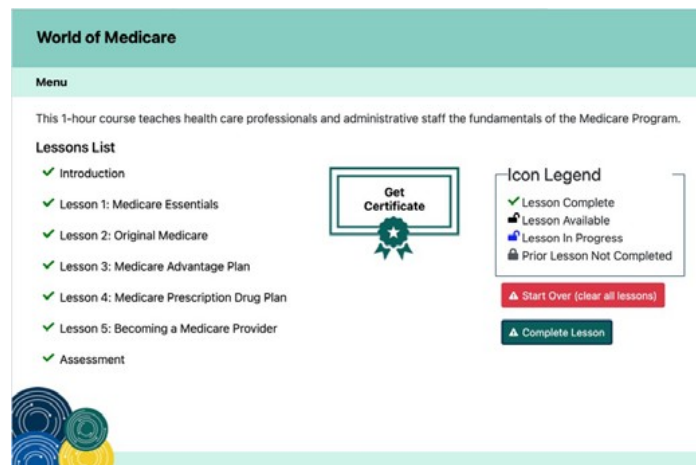 World of Medicare
Menu
This 1-hour course teaches health care professionals and administrative staff the fundamentals of the Medicare Program.
Lessons List
Introduction
Lesson 1: Medicare Essentials
Lesson 2: Original Medicare
Lesson 3: Medicare Advantage Plan
Lesson 4: Medicare Prescription Drug Plan
Lesson 5: Becoming a Medicare Provider
Assessment
Get
Certificate
Icon Legend
Lesson Complete
Lesson Available
Lesson In Progress
Prior Lesson Not Completed
Start Over (clear all lessons)
Complete Lesson